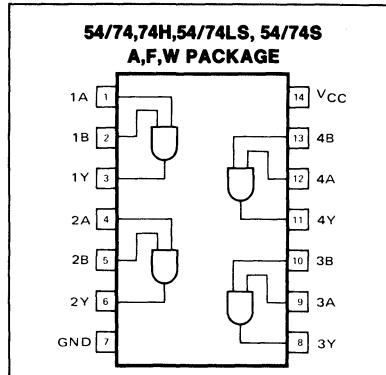 54/74,74H,54/74LS, 54/74S
A,F,W PACKAGE
1A 1 14 VCC
1B 2 13 4B
1Y 3 12 4A
2A 4 11 4Y
2B 5 10 3B
2Y 6 9 3A
GND 7 8 3Y